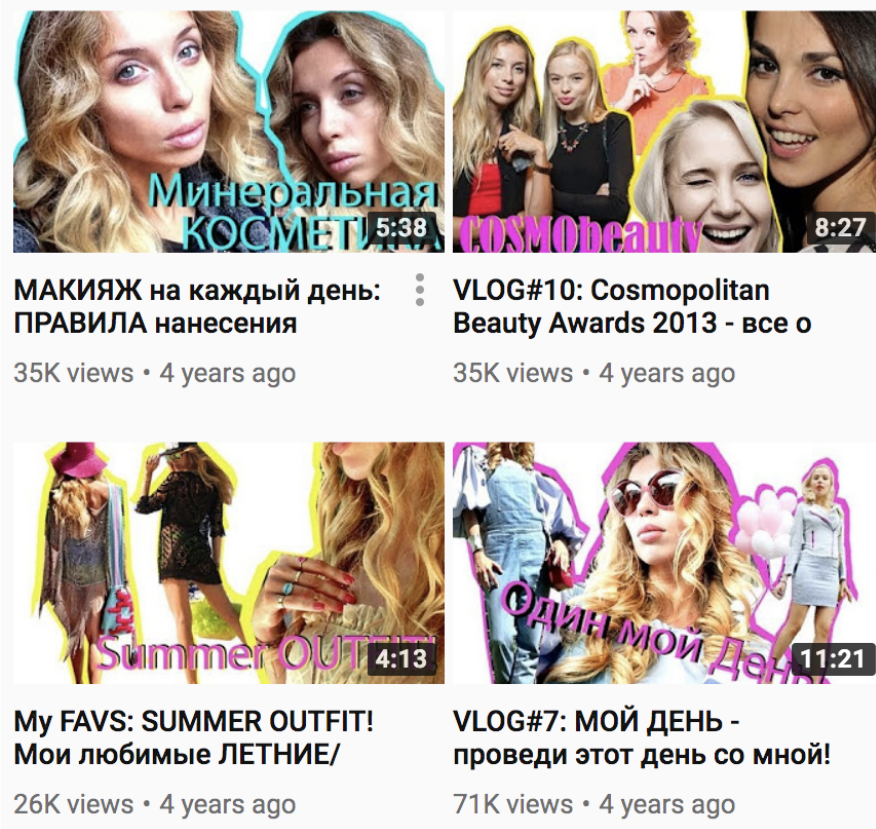 Минеральная
КОСМЕТИКА
5:38
COSMObeauty
8:27
МАКИЯЖ на каждый день:
ПРАВИЛА нанесения
VLOG#10: Cosmopolitan
Beauty Awards 2013 - все о
35K views • 4 years ago
35K views • 4 years ago
Summer OUTFIT!
4:13
Один мой День
11:21
My FAVS: SUMMER OUTFIT!
Мои любимые ЛЕТНИЕ/
VLOG#7: МОЙ ДЕНЬ -
проведи этот день со мной!
26K views • 4 years ago
71K views • 4 years ago